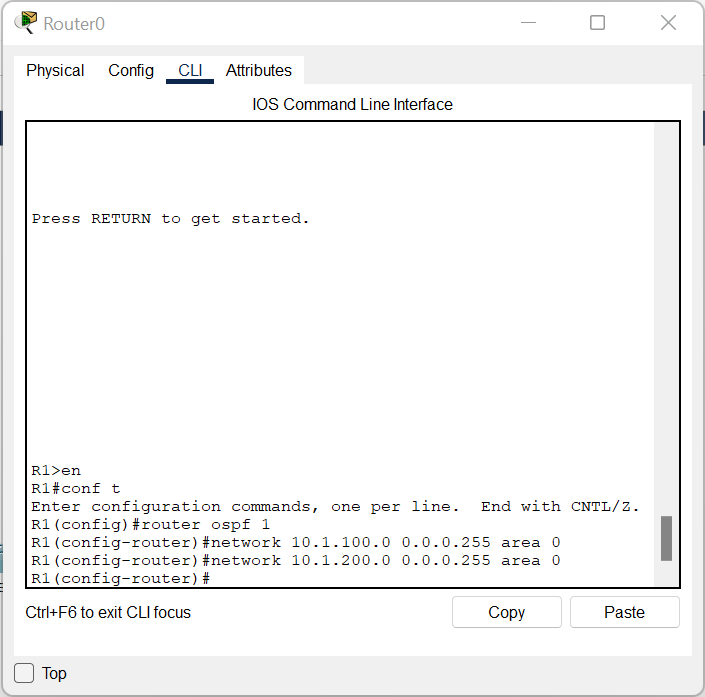 Router0
Physical Config CLI Attributes
IOS Command Line Interface
Press RETURN to get started.
R1>en
R1#conf t
Enter configuration commands, one per line.  End with CNTL/Z.
R1(config)#router ospf 1
R1(config-router)#network 10.1.100.0 0.0.0.255 area 0
R1(config-router)#network 10.1.200.0 0.0.0.255 area 0
R1(config-router)#
Ctrl+F6 to exit CLI focus Copy Paste
Top